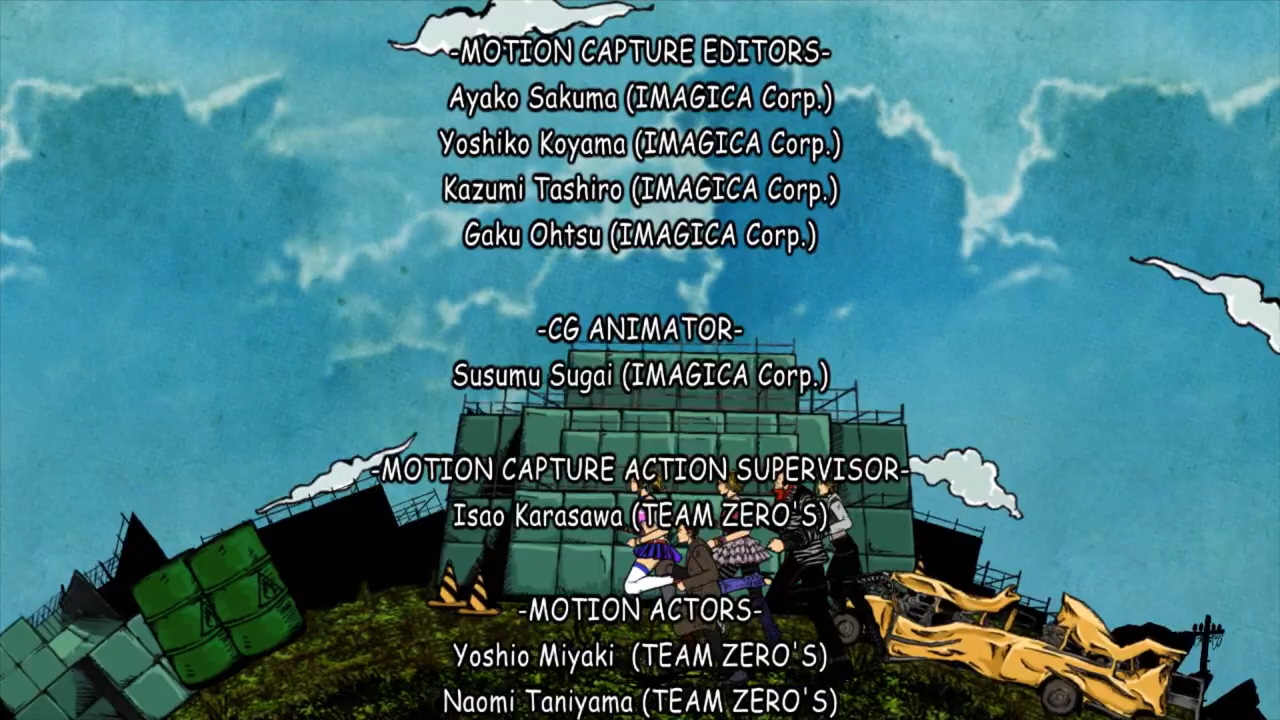 -MOTION CAPTURE EDITORS-
Ayako Sakuma (IMAGICA Corp.)
Yoshiko Koyama (IMAGICA Corp.)
Kazumi Tashiro (IMAGICA Corp.)
Gaku Ohtsu (IMAGICA Corp.)
-CG ANIMATOR-
Susumu Sugai (IMAGICA Corp.)
-MOTION CAPTURE ACTION SUPERVISOR-
Isao Karasawa (TEAM ZERO'S)
-MOTION ACTORS-
Yoshio Miyaki (TEAM ZERO'S)
Naomi Taniyama (TEAM ZERO'S)